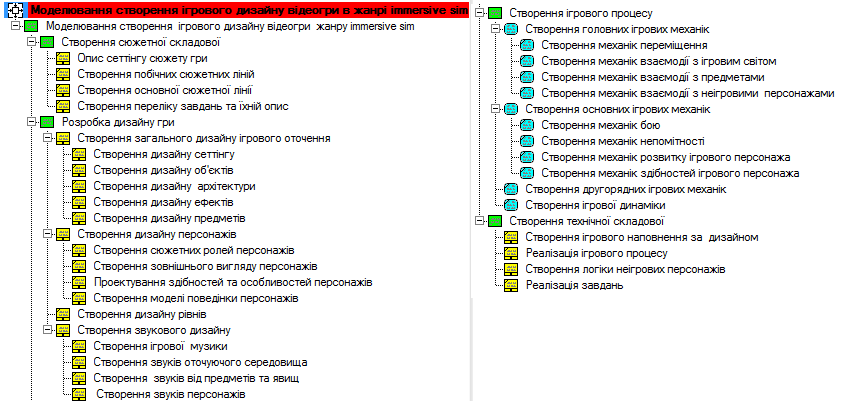 Моделювання створення ігрового дизайну відеогри в жанрі immersive sim
Моделювання створення ігрового дизайну відеогри жанру immersive sim
Створення сюжетної складової
Опис сеттінгу сюжету гри
Створення побічних сюжетних ліній
Створення основної сюжетної лінії
Створення переліку завдань та їхній опис
Розробка дизайну гри
Створення загального дизайну ігрового оточення
Створення дизайну сеттінгу
Створення дизайну об'єктів
Створення дизайну архітектури
Створення дизайну ефектів
Створення дизайну предметів
Створення дизайну персонажів
Створення сюжетних ролей персонажів
Створення зовнішнього вигляду персонажів
Проектування здібностей та особливостей персонажів
Створення моделі поведінки персонажів
Створення дизайну рівнів
Створення звукового дизайну
Створення ігрової музики
Створення звуків оточуючого середовища
Створення звуків від предметів та явищ
Створення звуків персонажів
Створення ігрового процесу
Створення головних ігрових механік
Створення механік переміщення
Створення механік взаємодії з ігровим світом
Створення механік взаємодії з предметами
Створення механік взаємодії з неігровими персонажами
Створення основних ігрових механік
Створення механік бою
Створення механік непомітності
Створення механік розвитку ігрового персонажа
Створення механік здібностей ігрового персонажа
Створення другорядних ігрових механік
Створення ігрової динаміки
Створення технічної складової
Створення ігрового наповнення за дизайном
Реалізація ігрового процесу
Створення логіки неігрових персонажів
Реалізація завдань